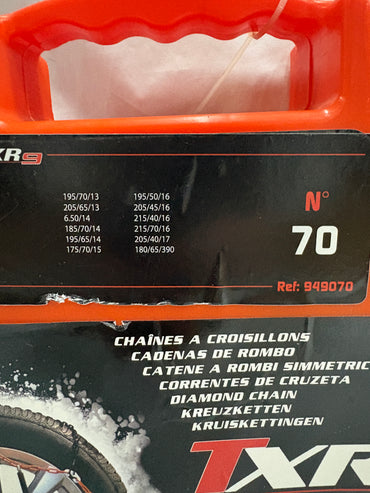 XR9
195/70/13 195/50/16
205/65/13 205/45/16
6.50/14 215/40/16
185/70/14 215/70/16
195/65/14 205/40/17
175/70/15 180/65/390
N°
70
Ref: 949070
CHAÎNES A CROISILLONS
CADENAS DE ROMBO
CATENE A ROMBI SIMMETRIC
CORRENTES DE CRUZETA
DIAMOND CHAIN
KREUZKETTEN
KRUISKETTINGEN
TXR